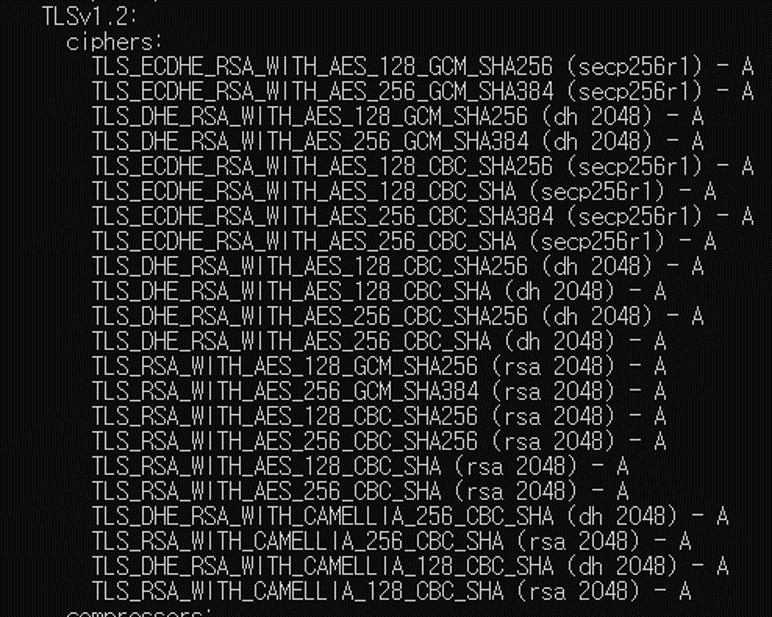 TLSv1.2:
ciphers:
TLS_ECDHE_RSA_WITH_AES_128_GCM_SHA256 (secp256r1) - A
TLS_ECDHE_RSA_WITH_AES_256_GCM_SHA384 (secp256r1) - A
TLS_DHE_RSA_WITH_AES_128_GCM_SHA256 (dh 2048) - A
TLS_DHE_RSA_WITH_AES_256_GCM_SHA384 (dh 2048) - A
TLS_ECDHE_RSA_WITH_AES_128_CBC_SHA256 (secp256r1) - A
TLS_ECDHE_RSA_WITH_AES_128_CBC_SHA (secp256r1) - A
TLS_ECDHE_RSA_WITH_AES_256_CBC_SHA384 (secp256r1) - A
TLS_ECDHE_RSA_WITH_AES_256_CBC_SHA (secp256r1) - A
TLS_DHE_RSA_WITH_AES_128_CBC_SHA256 (dh 2048) - A
TLS_DHE_RSA_WITH_AES_128_CBC_SHA (dh 2048) - A
TLS_DHE_RSA_WITH_AES_256_CBC_SHA256 (dh 2048) - A
TLS_DHE_RSA_WITH_AES_256_CBC_SHA (dh 2048) - A
TLS_RSA_WITH_AES_128_GCM_SHA256 (rsa 2048) - A
TLS_RSA_WITH_AES_256_GCM_SHA384 (rsa 2048) - A
TLS_RSA_WITH_AES_128_CBC_SHA256 (rsa 2048) - A
TLS_RSA_WITH_AES_256_CBC_SHA256 (rsa 2048) - A
TLS_RSA_WITH_AES_128_CBC_SHA (rsa 2048) - A
TLS_RSA_WITH_AES_256_CBC_SHA (rsa 2048) - A
TLS_DHE_RSA_WITH_CAMELLIA_256_CBC_SHA (dh 2048) - A
TLS_RSA_WITH_CAMELLIA_256_CBC_SHA (rsa 2048) - A
TLS_DHE_RSA_WITH_CAMELLIA_128_CBC_SHA (dh 2048) - A
TLS_RSA_WITH_CAMELLIA_128_CBC_SHA (rsa 2048) - A
compressors: